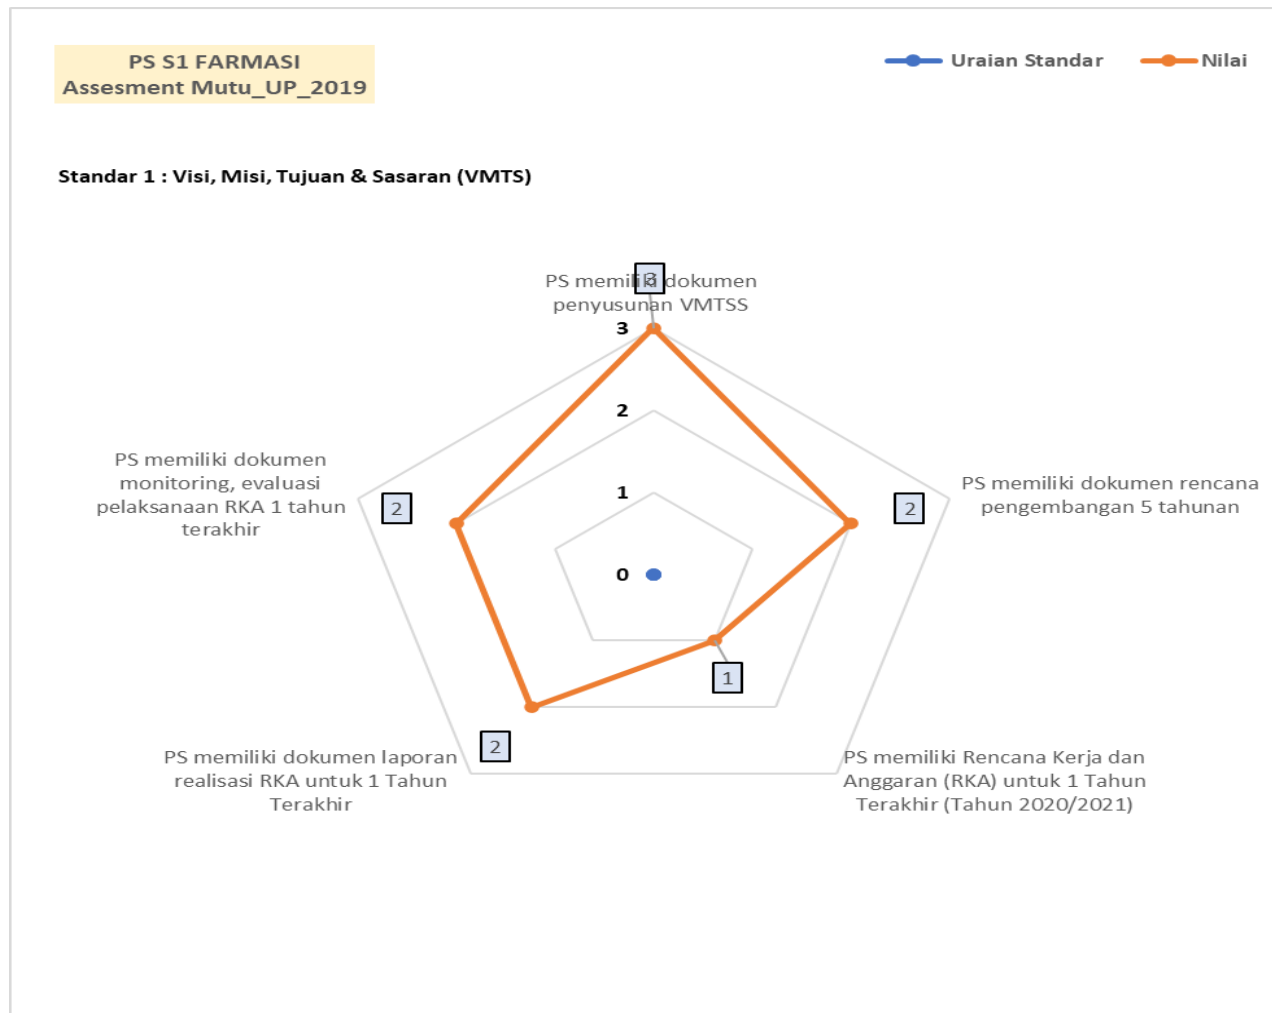 PS S1 FARMASI
Assesment Mutu_UP_2019
Uraian Standar
Nilai
Standar 1 : Visi, Misi, Tujuan & Sasaran (VMTS)
3
PS memiliki dokumen
penyusunan VMTSS
3
2
1
0
PS memiliki dokumen
monitoring, evaluasi
pelaksanaan RKA 1 tahun
terakhir
2
2
PS memiliki dokumen rencana
pengembangan 5 tahunan
1
2
PS memiliki dokumen laporan
realisasi RKA untuk 1 Tahun
Terakhir
PS memiliki Rencana Kerja dan
Anggaran (RKA) untuk 1 Tahun
Terakhir (Tahun 2020/2021)